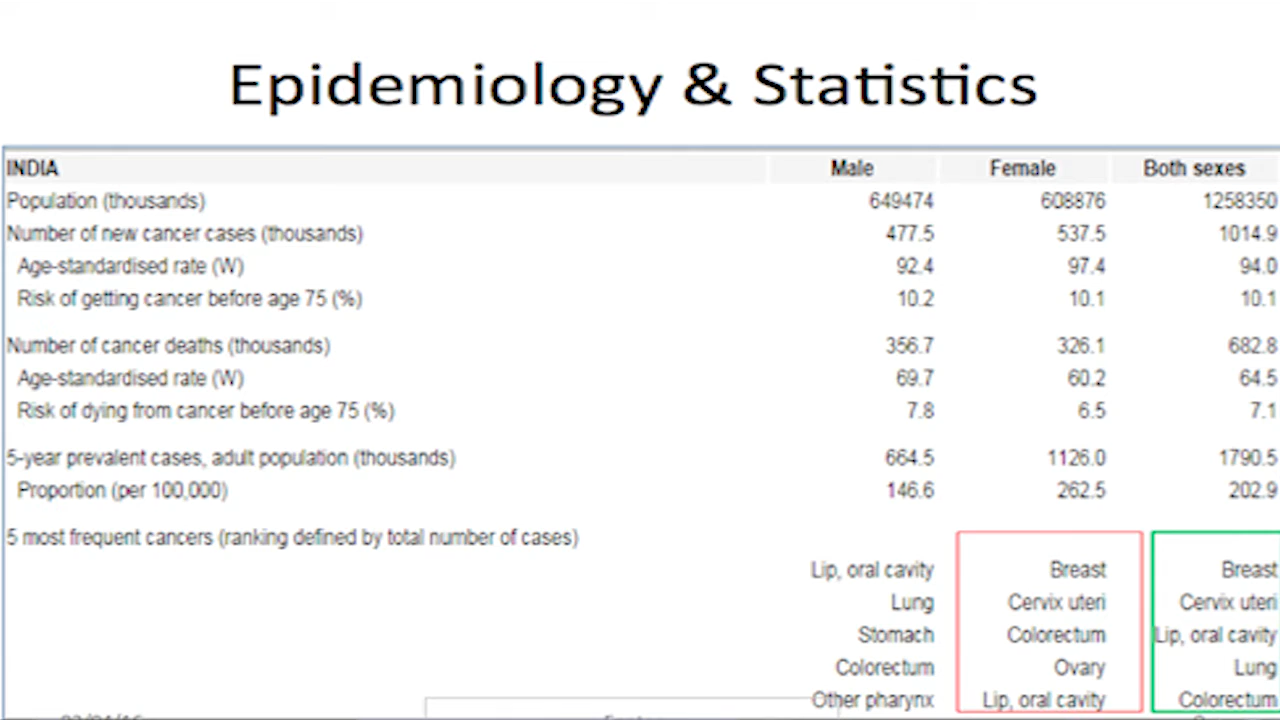 Epidemiology & Statistics
INDIA Male Female Both sexes
Population (thousands) 649474 608876 1258350
Number of new cancer cases (thousands) 477.5 537.5 1014.9
Age-standardised rate (W) 92.4 97.4 94.0
Risk of getting cancer before age 75 (%) 10.2 10.1 10.1
Number of cancer deaths (thousands) 356.7 326.1 682.8
Age-standardised rate (W) 69.7 60.2 64.5
Risk of dying from cancer before age 75 (%) 7.8 6.5 7.1
5-year prevalent cases, adult population (thousands) 664.5 1126.0 1790.5
Proportion (per 100,000) 146.6 262.5 202.9
5 most frequent cancers (ranking defined by total number of cases)
Lip, oral cavity Breast Breast
Lung Cervix uteri Cervix uteri
Stomach Colorectum Lip, oral cavity
Colorectum Ovary Lung
Other pharynx Lip, oral cavity Colorectum